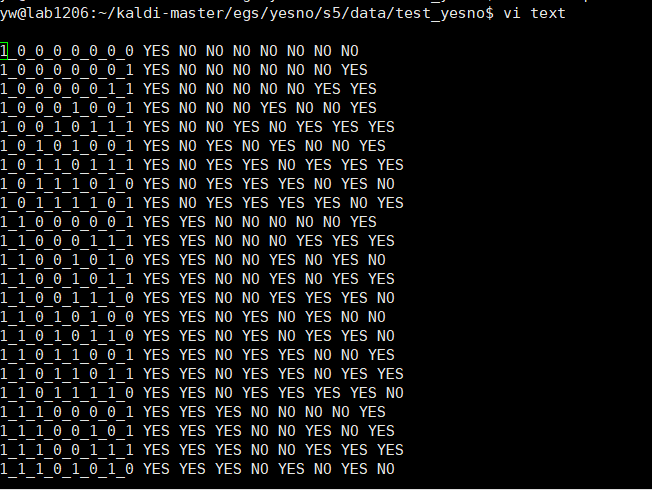 yw@lab1206:~/kaldi-master/egs/yesno/s5/data/test_yesno$ vi text
1_0_0_0_0_0_0_0 YES NO NO NO NO NO NO NO
1_0_0_0_0_0_0_1 YES NO NO NO NO NO NO YES
1_0_0_0_0_0_1_1 YES NO NO NO NO NO YES YES
1_0_0_0_1_0_0_1 YES NO NO NO YES NO NO YES
1_0_0_1_0_1_1_1 YES NO NO YES NO YES YES YES
1_0_1_0_1_0_0_1 YES NO YES NO YES NO NO YES
1_0_1_1_0_1_1_1 YES NO YES YES NO YES YES YES
1_0_1_1_1_0_1_0 YES NO YES YES YES NO YES NO
1_0_1_1_1_1_0_1 YES NO YES YES YES YES NO YES
1_1_0_0_0_0_0_1 YES YES NO NO NO NO NO YES
1_1_0_0_0_1_1_1 YES YES NO NO NO YES YES YES
1_1_0_0_1_0_1_0 YES YES NO NO YES NO YES NO
1_1_0_0_1_0_1_1 YES YES NO NO YES NO YES YES
1_1_0_0_1_1_1_0 YES YES NO NO YES YES YES NO
1_1_0_1_0_1_0_0 YES YES NO YES NO YES NO NO
1_1_0_1_0_1_1_0 YES YES NO YES NO YES YES NO
1_1_0_1_1_0_0_1 YES YES NO YES YES NO NO YES
1_1_0_1_1_0_1_1 YES YES NO YES YES NO YES YES
1_1_0_1_1_1_1_0 YES YES NO YES YES YES YES NO
1_1_1_0_0_0_0_1 YES YES YES NO NO NO NO YES
1_1_1_0_0_1_0_1 YES YES YES NO NO YES NO YES
1_1_1_0_0_1_1_1 YES YES YES NO NO YES YES YES
1_1_1_0_1_0_1_0 YES YES YES NO YES NO YES NO